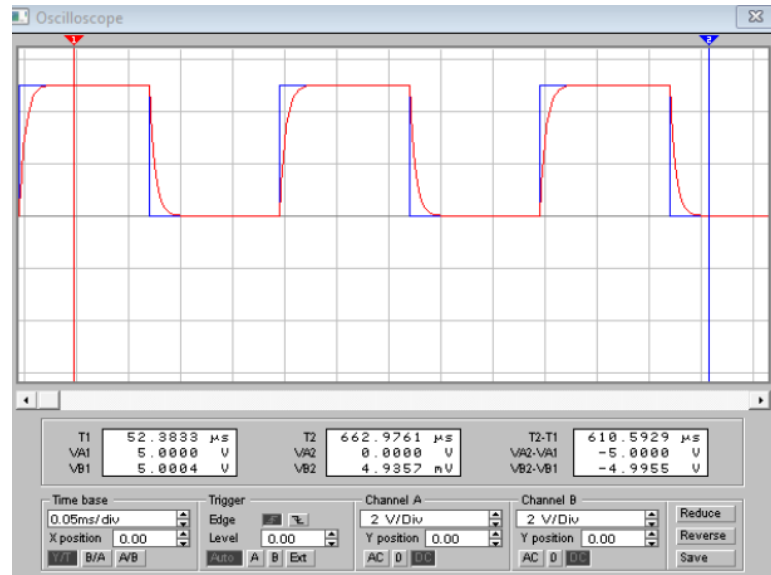 Oscilloscope
1 2
T1 52.3833 µs T2 662.9761 µs T2-T1 610.5929 µs
VA1 5.0000 V VA2 0.0000 V VA2-VA1 -5.0000 V
VB1 5.0004 V VB2 4.9357 mV VB2-VB1 -4.9955 V
Time base Trigger Channel A Channel B
0.05ms/div Edge 2 V/Div 2 V/Div Reduce
X position 0.00 Level 0.00 Y position 0.00 Y position 0.00 Reverse
Y/T B/A A/B Auto A B Ext AC 0 DC AC 0 DC Save